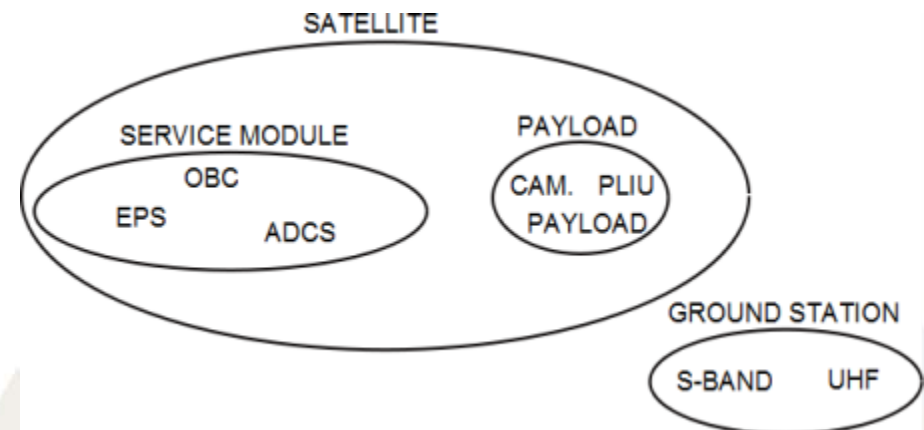 SATELLITE
SERVICE MODULE
OBC
EPS
ADCS
PAYLOAD
CAM. PLIU
PAYLOAD
GROUND STATION
S-BAND UHF